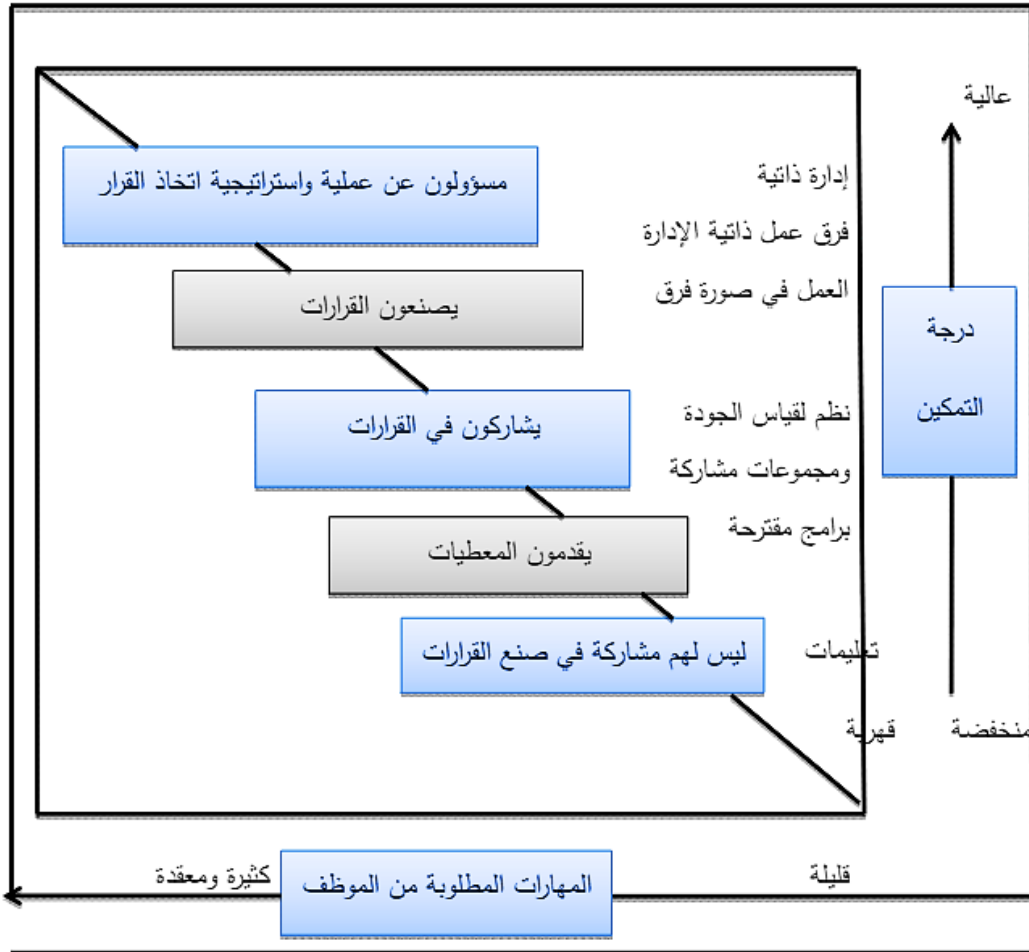 عالية
إدارة ذاتية
مسؤولون عن عملية واستراتيجية اتخاذ القرار
فرق عمل ذاتية الإدارة
العمل في صورة فرق
يصنعون القرارات
درجة
التمكين
نظم لقياس الجودة
يشاركون في القرارات
ومجموعات مشاركة
برامج مقترحة
يقدمون المعطيات
تعليمات
ليس لهم مشاركة في صنع القرارات
منخفضة
قهرية
قليلة
المهارات المطلوبة من الموظف
كثيرة ومعقدة